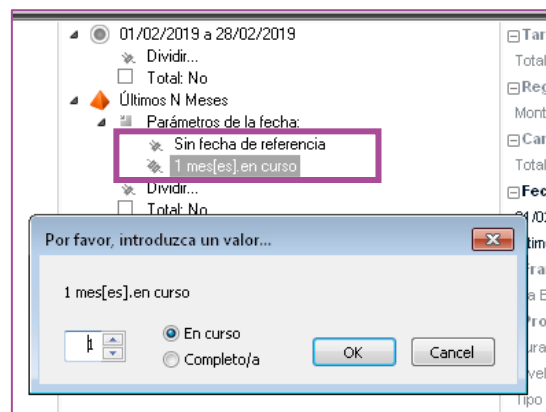 01/02/2019 a 28/02/2019
Dividir...
Total: No
Últimos N Meses
Parámetros de la fecha:
Sin fecha de referencia
1 mes[es].en curso
Dividir...
Total: No
Total
Mont
Total
Por favor, introduzca un valor...
1 mes[es].en curso
1
En curso
Completo/a
OK
Cancel
Tipo